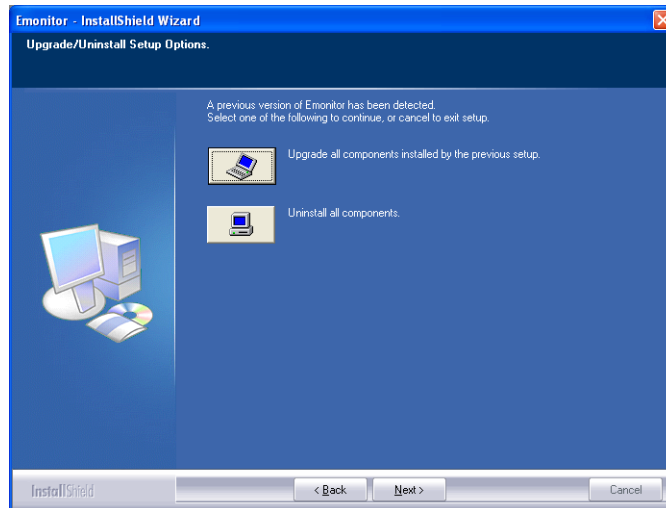 Emonitor - InstallShield Wizard
Upgrade/Uninstall Setup Options.
A previous version of Emonitor has been detected.
Select one of the following to continue, or cancel to exit setup.
Upgrade all components installed by the previous setup.
Uninstall all components.
InstallShield
< Back
Next >
Cancel